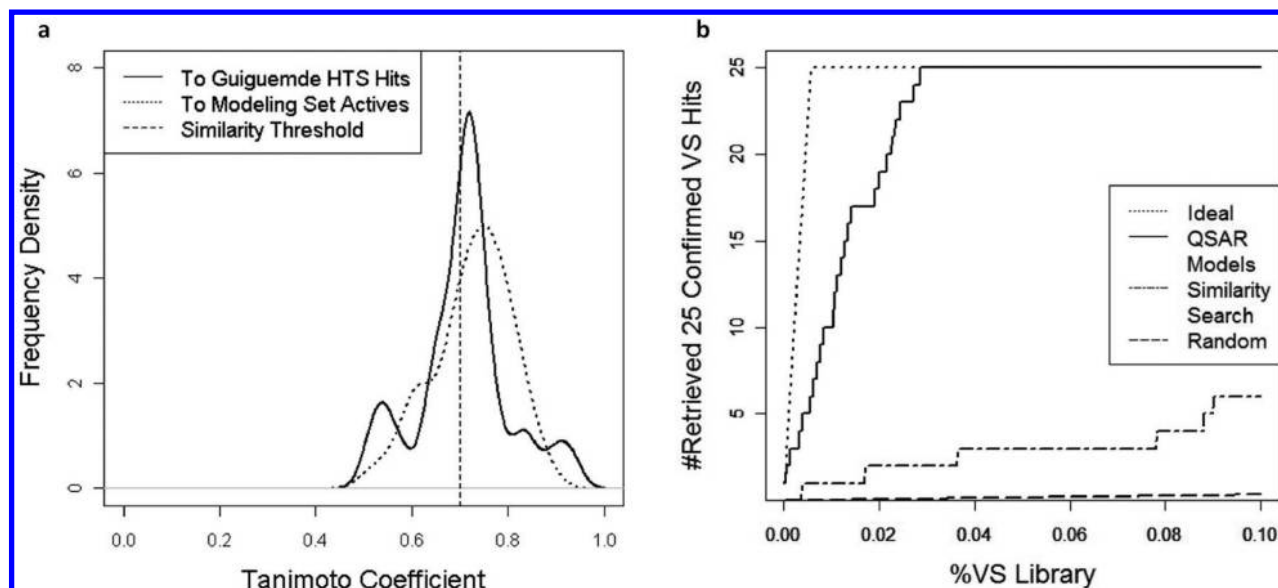 a
To Guiguemde HTS Hits
To Modeling Set Actives
Similarity Threshold
Frequency Density
0
2
4
6
8
0.0
0.2
0.4
0.6
0.8
1.0
Tanimoto Coefficient
b
#Retrieved 25 Confirmed VS Hits
25
20
15
10
5
Ideal
QSAR
Models
Similarity
Search
Random
0.00
0.02
0.04
0.06
0.08
0.10
%VS Library